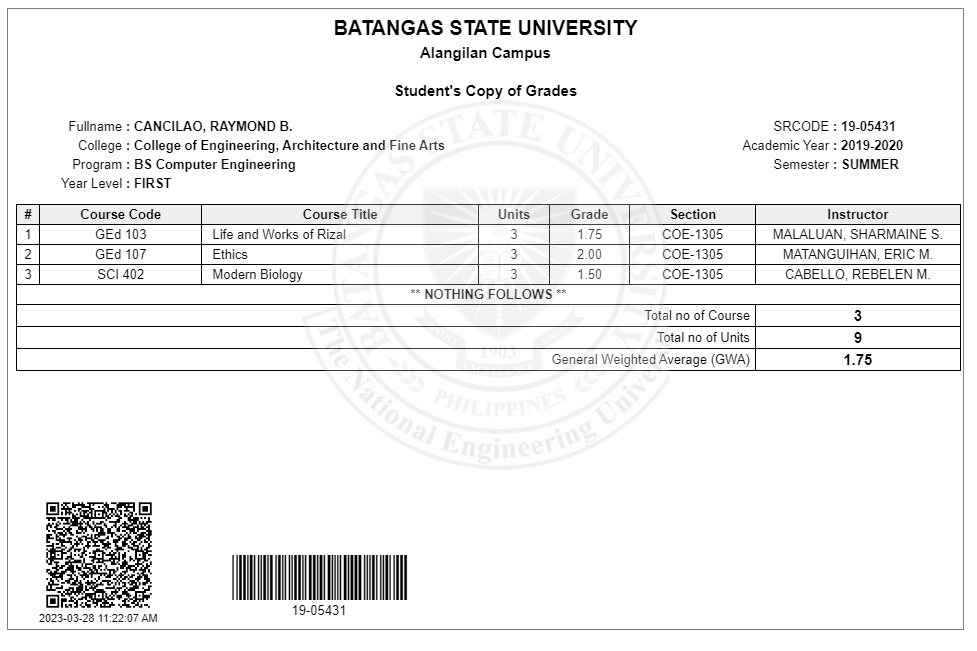 BATANGAS STATE UNIVERSITY
Alangilan Campus
Student's Copy of Grades
Fullname : CANCILAO, RAYMOND B.
SRCODE : 19-05431
College : College of Engineering, Architecture and Fine Arts
Academic Year : 2019-2020
Program : BS Computer Engineering
Semester : SUMMER
Year Level : FIRST
# Course Code Course Title Units Grade Section Instructor
1 GEd 103 Life and Works of Rizal 3 1.75 COE-1305 MALALUAN, SHARMAINE S.
2 GEd 107 Ethics 3 2.00 COE-1305 MATANGUIHAN, ERIC M.
3 SCI 402 Modern Biology 3 1.50 COE-1305 CABELLO, REBELEN M.
** NOTHING FOLLOWS **
Total no of Course 3
Total no of Units 9
General Weighted Average (GWA) 1.75
BATANGAS STATE UNIVER
1903
PHILIPPINES
The National Engineering Univer
19-05431
2023-03-28 11:22:07 AM